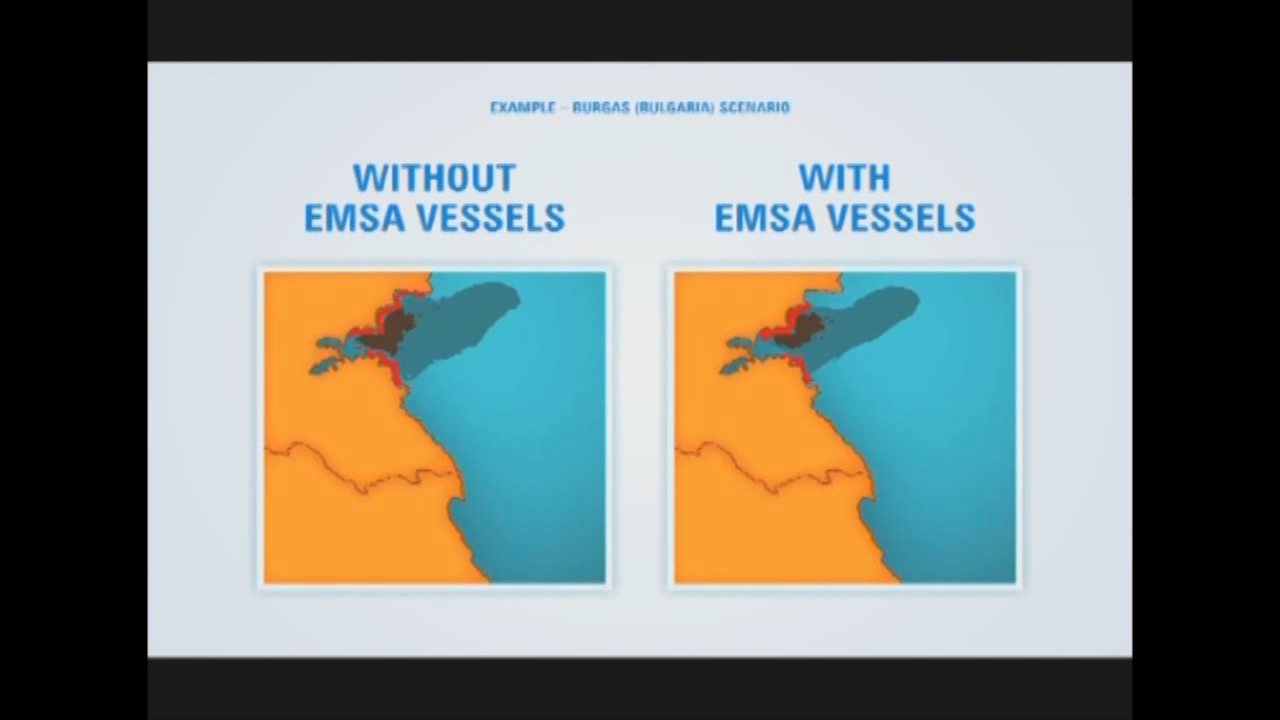 EXAMPLE – BURGAS (BULGARIA) SCENARIO
WITHOUT
EMSA VESSELS
WITH
EMSA VESSELS